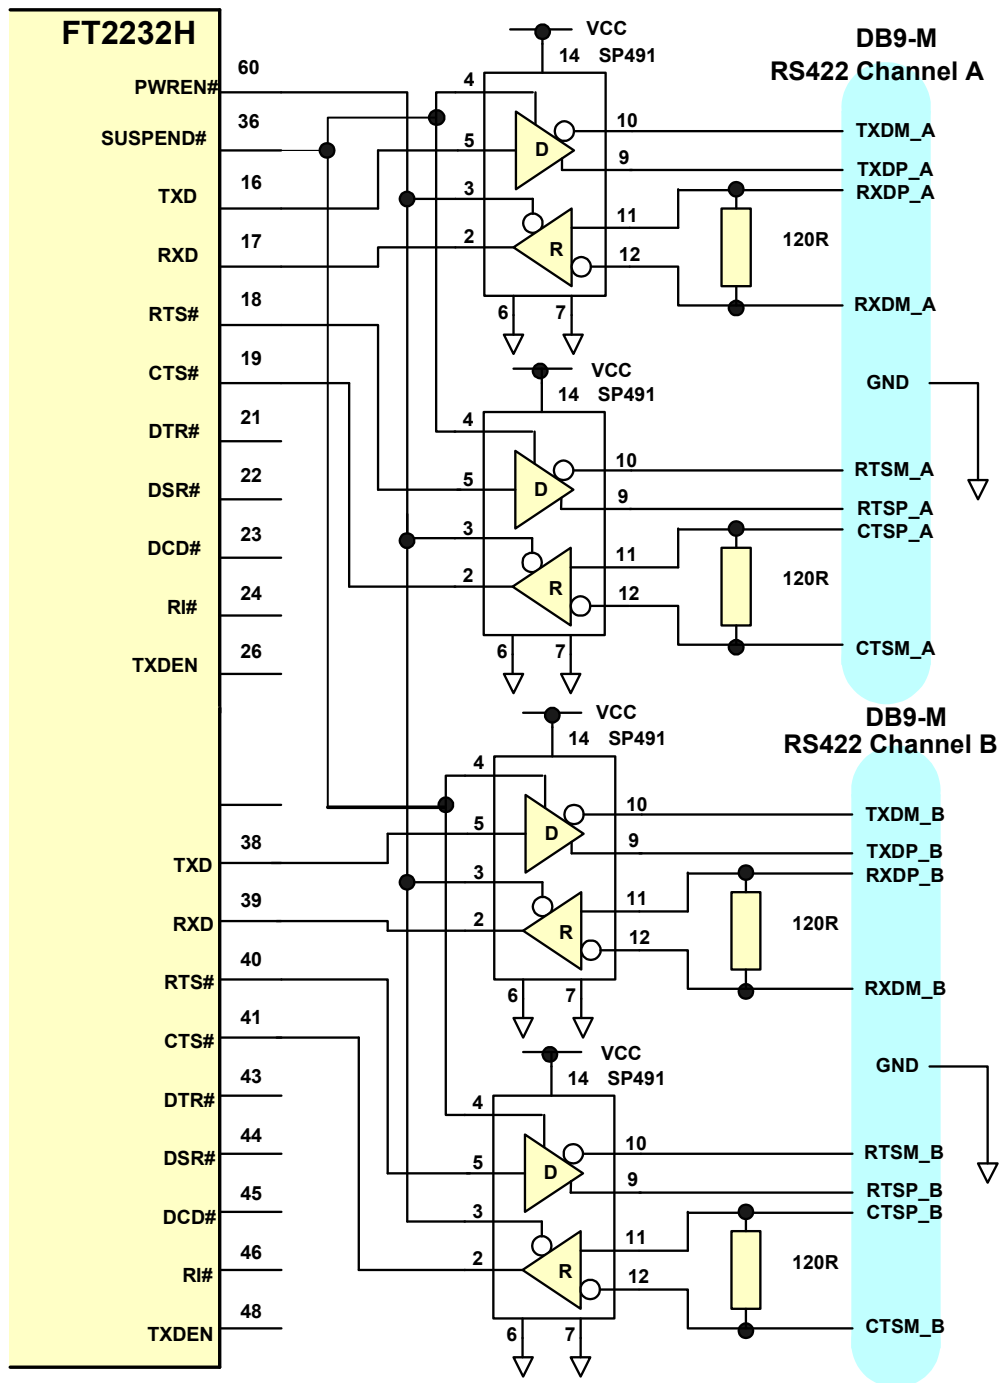 FT2232H
PWREN#
60
SUSPEND#
36
TXD
16
RXD
17
RTS#
18
CTS#
19
DTR#
21
DSR#
22
DCD#
23
RI#
24
TXDEN
26
TXD
38
RXD
39
RTS#
40
CTS#
41
DTR#
43
DSR#
44
DCD#
45
RI#
46
TXDEN
48
VCC
14 SP491
4
5
D
10
9
3
2
R
11
12
6
7
VCC
14 SP491
4
5
D
10
9
3
2
R
11
12
6
7
VCC
14 SP491
4
5
D
10
9
3
2
R
11
12
6
7
VCC
14 SP491
4
5
D
10
9
3
2
R
11
12
6
7
DB9-M
RS422 Channel A
TXDM_A
TXDP_A
RXDP_A
120R
RXDM_A
GND
RTSM_A
RTSP_A
CTSP_A
120R
CTSM_A
DB9-M
RS422 Channel B
TXDM_B
TXDP_B
RXDP_B
120R
RXDM_B
GND
RTSM_B
RTSP_B
CTSP_B
120R
CTSM_B